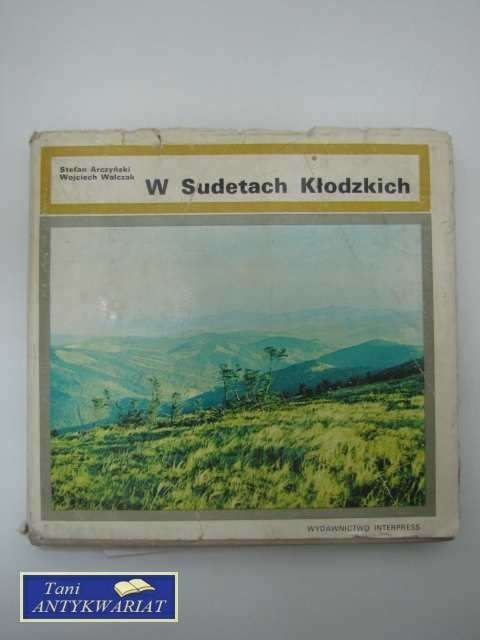 Stefan Arczyński
Wojciech Walczak
W Sudetach Kłodzkich
WYDAWNICTWO INTERPRESS
Tani
ANTYKWARIAT